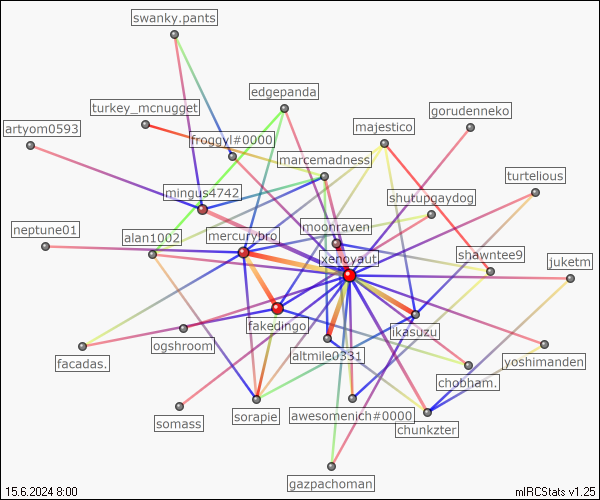 swanky.pants
edgepanda
turkey_mcnugget
gorudenneko
artyom0593
majestico
froggyl#0000
marcemadness
turtelious
mingus4742
shutupgaydog
neptune01
moonraven
alan1002
mercurybro
shawntee9
xenoyaut
juketm
fakedingo
ikasuzu
ogshroom
altmile0331
facadas.
yoshimanden
chobham.
somass
sorapie
awesomenich#0000
chunkzter
gazpachoman
15.6.2024 8:00
mIRCStats v1.25